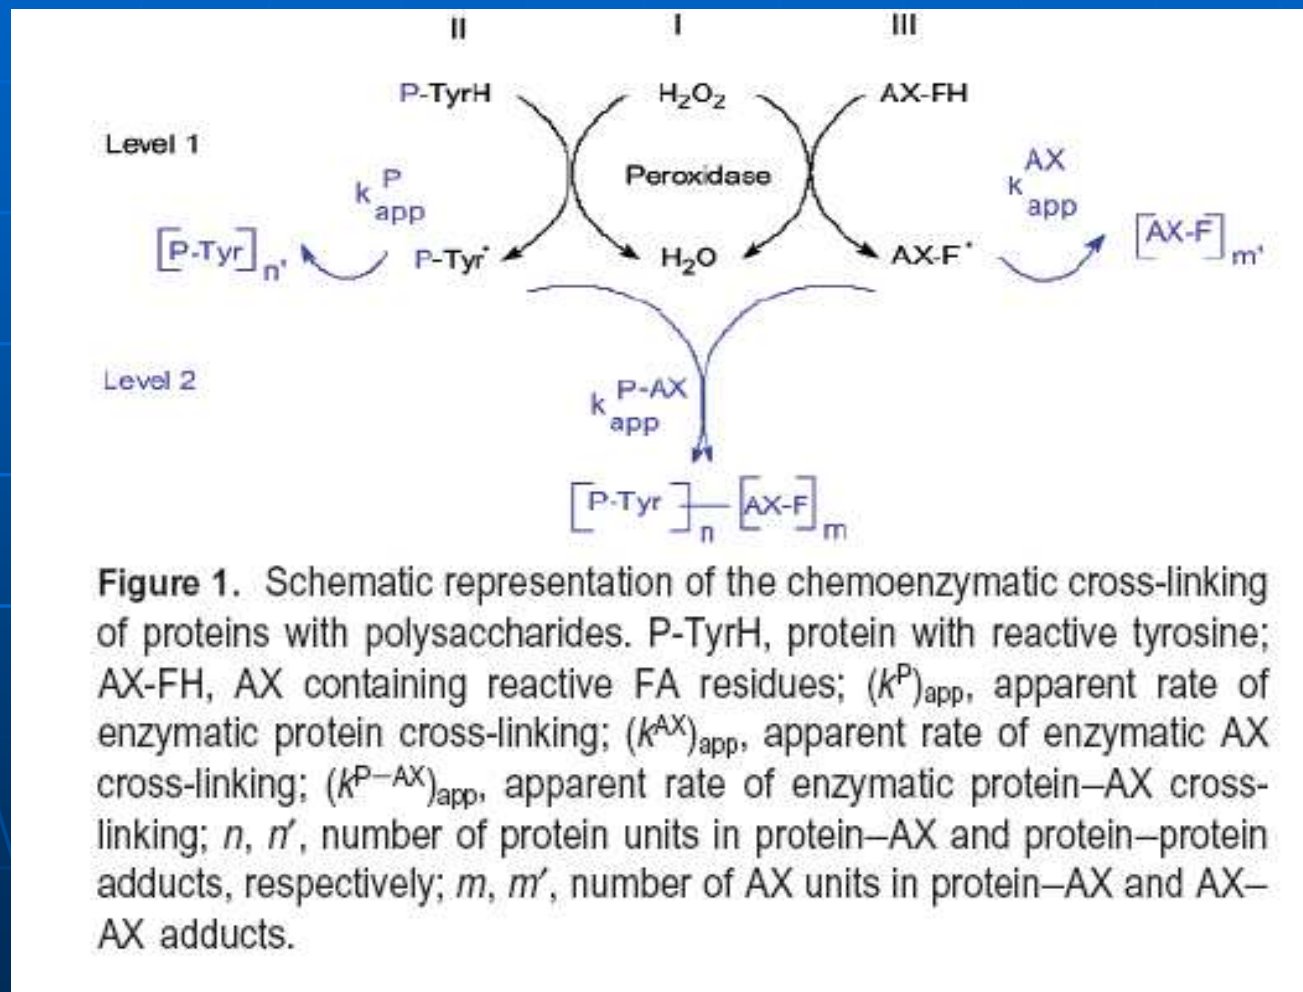 II I III
P-TyrH H₂O₂ AX-FH
Level 1
Peroxidase
k P app
k AX app
[P-Tyr]n' P-Tyr• H₂O AX-F• [AX-F]m'
Level 2
k P-AX app
[P-Tyr]n—[AX-F]m
Figure 1. Schematic representation of the chemoenzymatic cross-linking
of proteins with polysaccharides. P-TyrH, protein with reactive tyrosine;
AX-FH, AX containing reactive FA residues; (kP)app, apparent rate of
enzymatic protein cross-linking; (kAX)app, apparent rate of enzymatic AX
cross-linking; (kP–AX)app, apparent rate of enzymatic protein–AX cross-
linking; n, n′, number of protein units in protein–AX and protein–protein
adducts, respectively; m, m′, number of AX units in protein–AX and AX–
AX adducts.